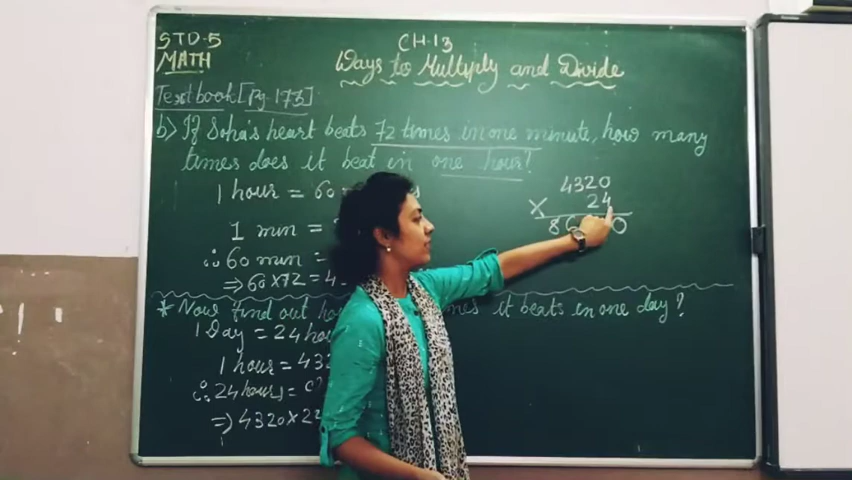 STD-5
MATH
CH-13
Ways to Multiply and Divide
Textbook [Pg. 173]
b) If Soha's heart beats 72 times in one minute, how many
times does it beat in one hour?
1 hour = 60
1 min =
∴ 60 min =
⇒ 60 × 72 = 4
4320
× 24
8 0
* Now find out times it beats in one day?
1 Day = 24 hou
1 hour = 43
∴ 24 hours =
⇒ 4320 × 2